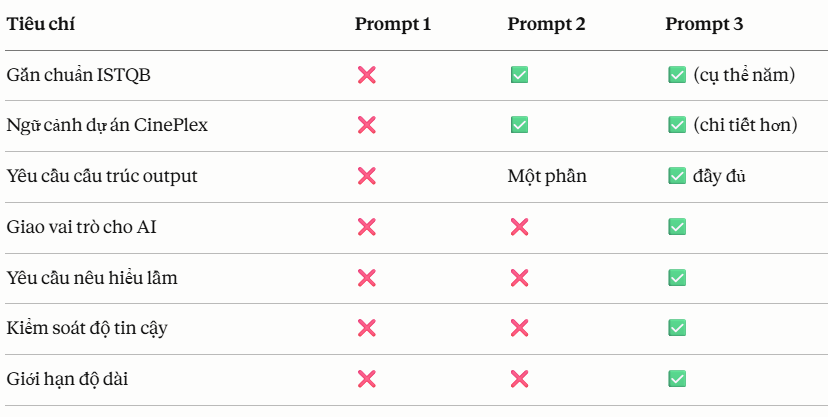 Tiêu chí Prompt 1 Prompt 2 Prompt 3
Gắn chuẩn ISTQB ❌ ✅ ✅ (cụ thể năm)
Ngữ cảnh dự án CinePlex ❌ ✅ ✅ (chi tiết hơn)
Yêu cầu cấu trúc output ❌ Một phần ✅ đầy đủ
Giao vai trò cho AI ❌ ❌ ✅
Yêu cầu nêu hiểu lầm ❌ ❌ ✅
Kiểm soát độ tin cậy ❌ ❌ ✅
Giới hạn độ dài ❌ ❌ ✅